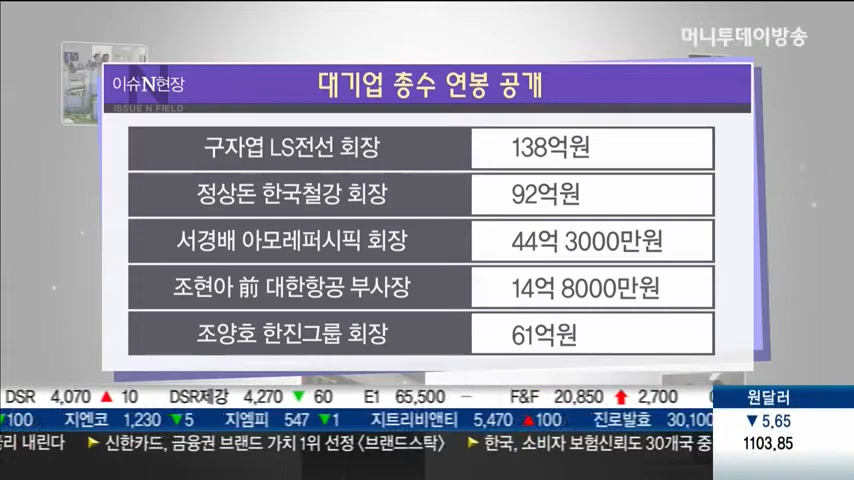 머니투데이방송
이슈N현장
대기업 총수 연봉 공개
ISSUE N FIELD
구자엽 LS전선 회장 138억원
정상돈 한국철강 회장 92억원
서경배 아모레퍼시픽 회장 44억 3000만원
조현아 前 대한항공 부사장 14억 8000만원
조양호 한진그룹 회장 61억원
DSR 4,070 ▲ 10 DSR제강 4,270 ▼ 60 E1 65,500 － F&F 20,850 ⬆ 2,700
원달러
▼100 지엔코 1,230 ▼5 지엠피 547 ▼1 지트리비앤티 5,470 ▲100 진로발효 30,100
▼5.65
내린다 ▶ 신한카드, 금융권 브랜드 가치 1위 선정 〈브랜드스탁〉 ▶ 한국, 소비자 보험신뢰도 30개국 중
1103.85